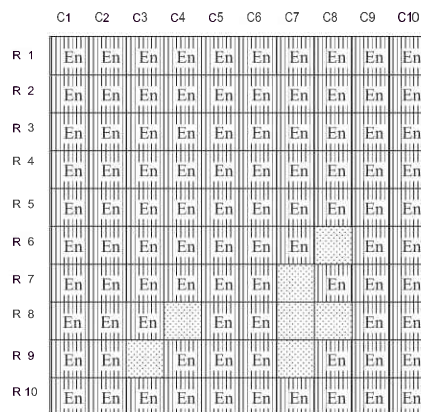 C1 C2 C3 C4 C5 C6 C7 C8 C9 C10
R 1 En En En En En En En En En En
R 2 En En En En En En En En En En
R 3 En En En En En En En En En En
R 4 En En En En En En En En En En
R 5 En En En En En En En En En En
R 6 En En En En En En En En En
R 7 En En En En En En En En En
R 8 En En En En En En En
R 9 En En En En En En En En
R 10 En En En En En En En En En En